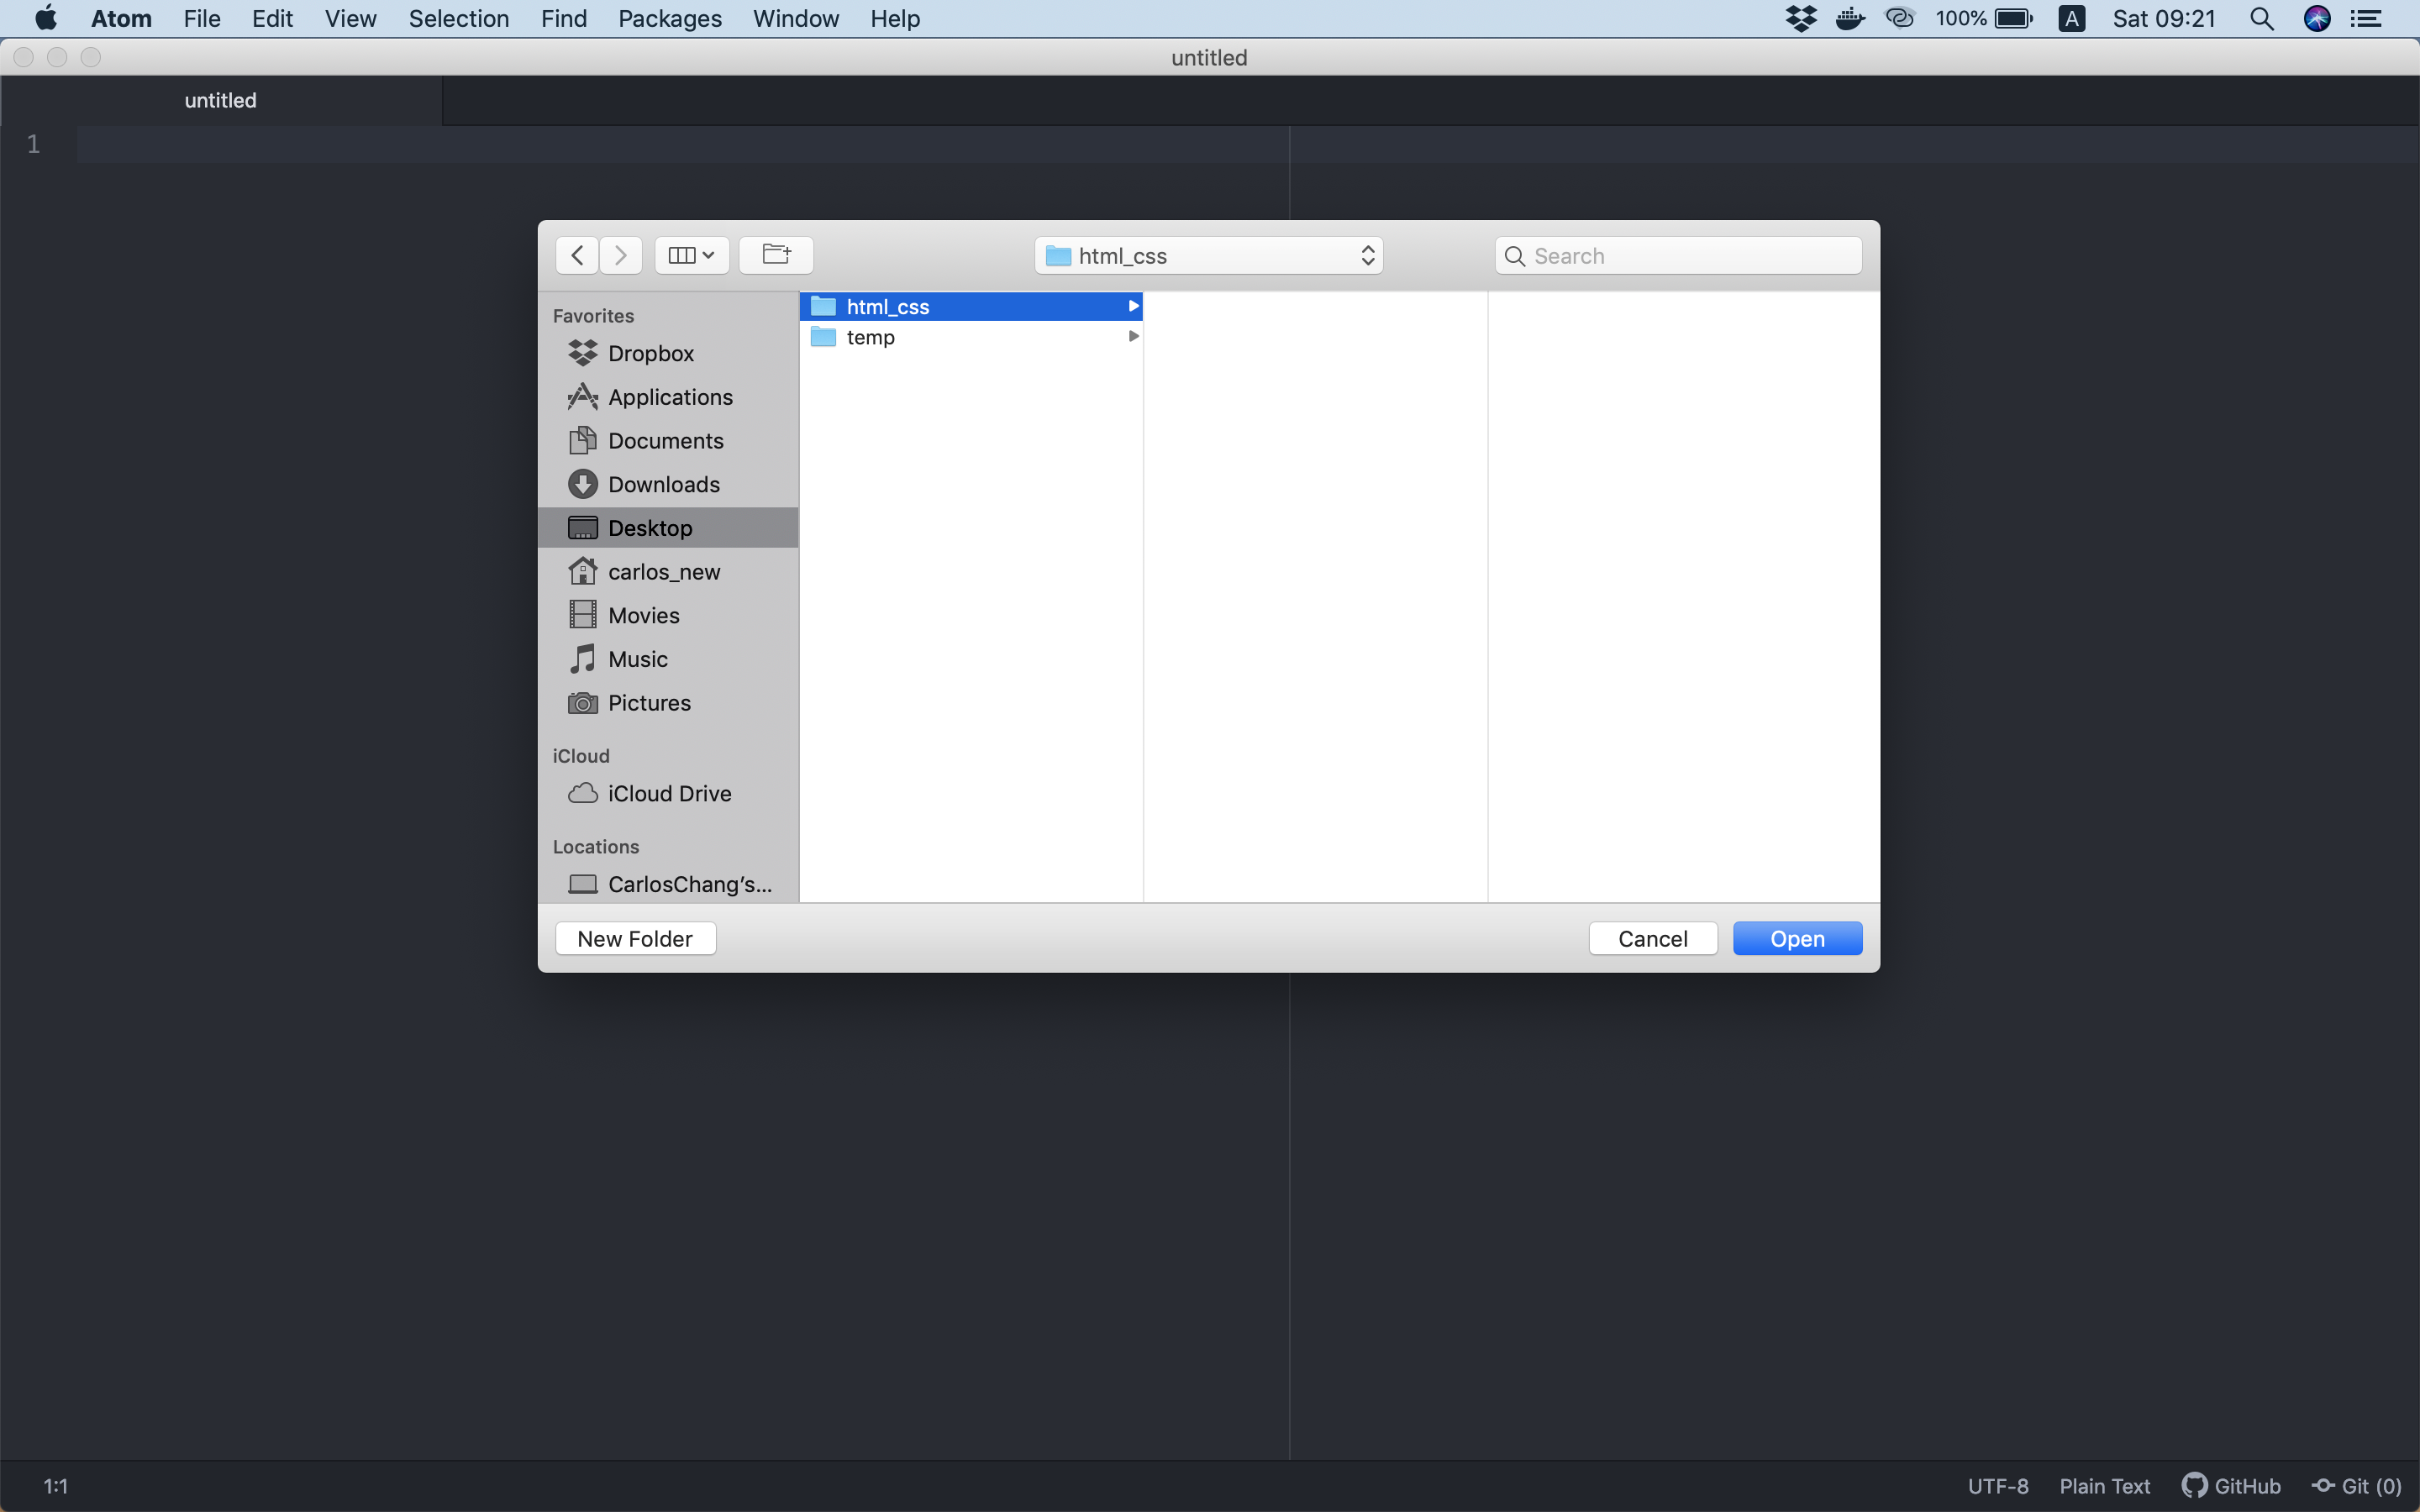 Atom File Edit View Selection Find Packages Window Help 100% A Sat 09:21
untitled
untitled
1
html_css Search
Favorites
Dropbox
Applications
Documents
Downloads
Desktop
carlos_new
Movies
Music
Pictures
iCloud
iCloud Drive
Locations
CarlosChang's...
html_css
temp
New Folder Cancel Open
1:1 UTF-8 Plain Text GitHub Git (0)